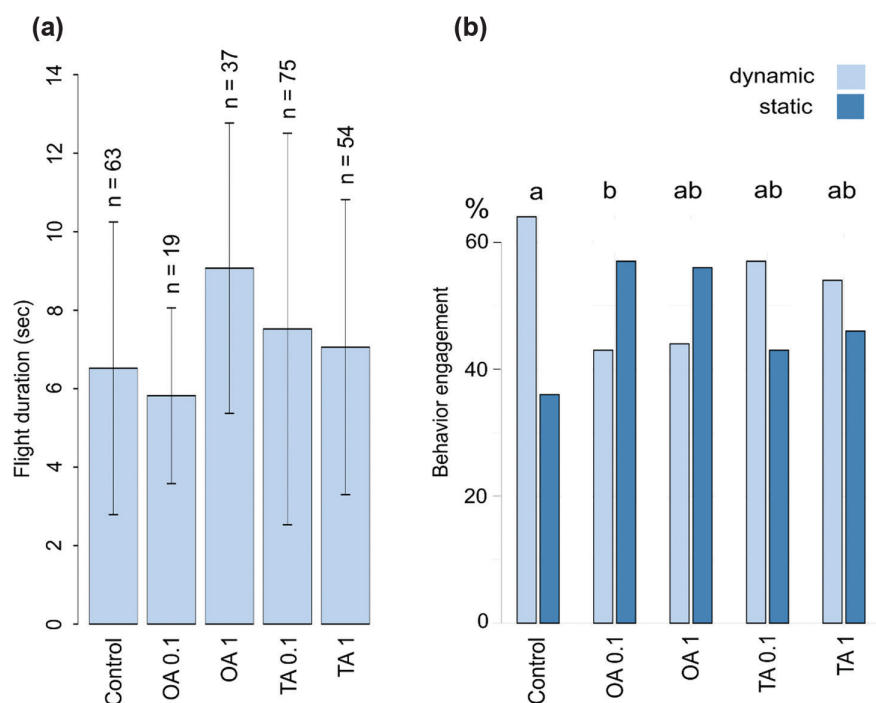 (a)
Flight duration (sec)
14
12
10
8
6
4
2
0
n = 63
n = 19
n = 37
n = 75
n = 54
Control
OA 0.1
OA 1
TA 0.1
TA 1
(b)
dynamic
static
%
Behavior engagement
60
40
20
0
a
b
ab
ab
ab
Control
OA 0.1
OA 1
TA 0.1
TA 1